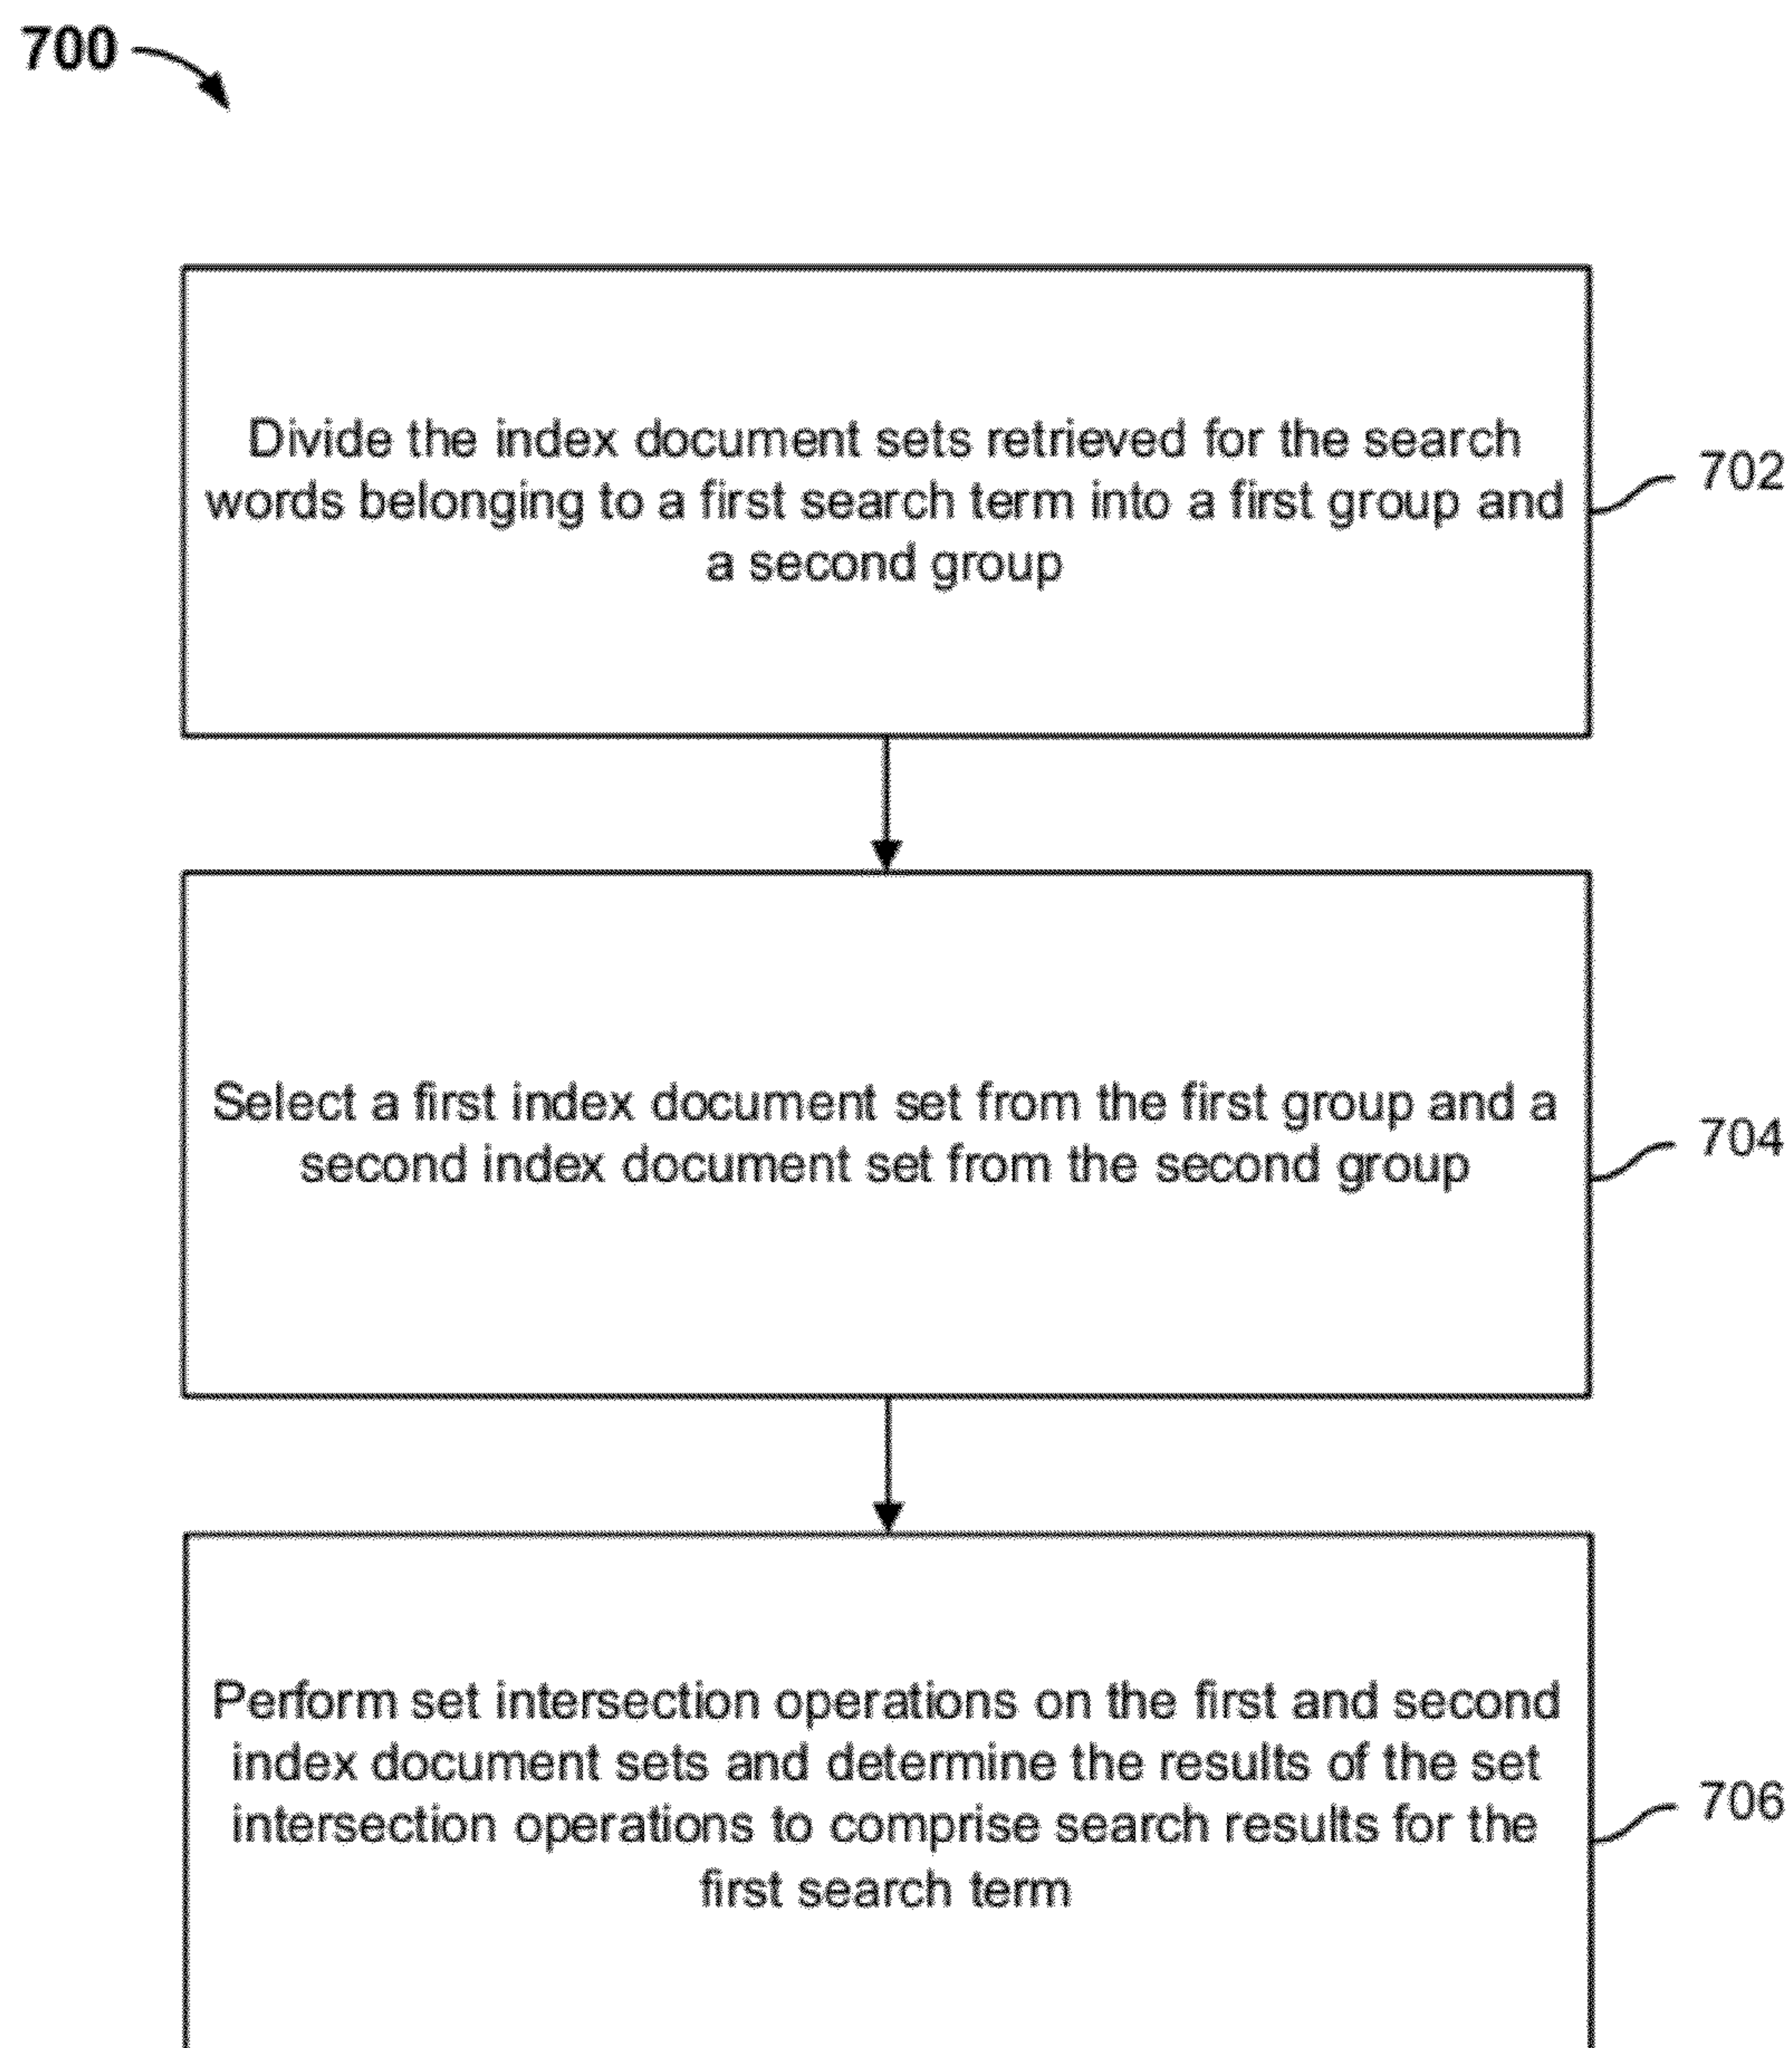 700
Divide the index document sets retrieved for the search
words belonging to a first search term into a first group and
a second group
702
Select a first index document set from the first group and a
second index document set from the second group
704
Perform set intersection operations on the first and second
index document sets and determine the results of the set
intersection operations to comprise search results for the
first search term
706